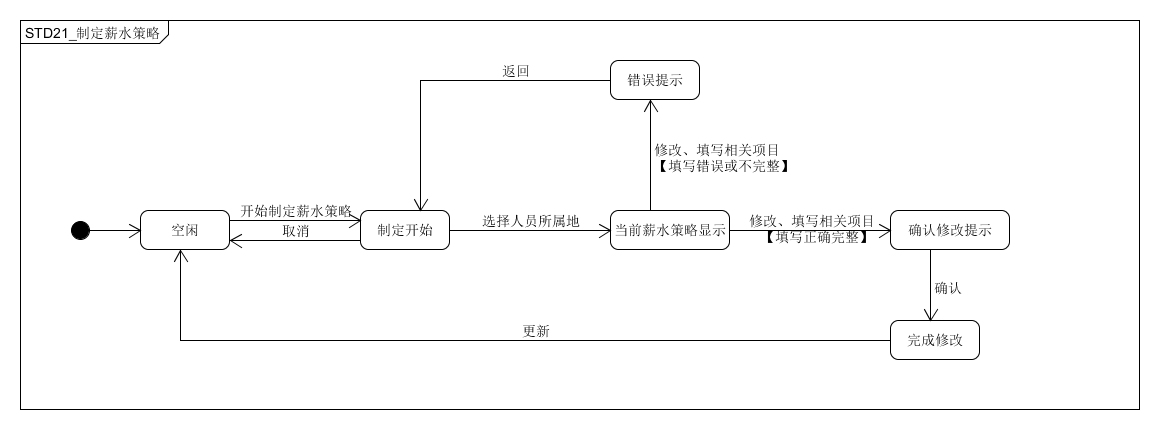 STD21_制定薪水策略
返回
错误提示
修改、填写相关项目
【填写错误或不完整】
开始制定薪水策略
空闲
取消
制定开始
选择人员所属地
当前薪水策略显示
修改、填写相关项目
【填写正确完整】
确认修改提示
确认
更新
完成修改